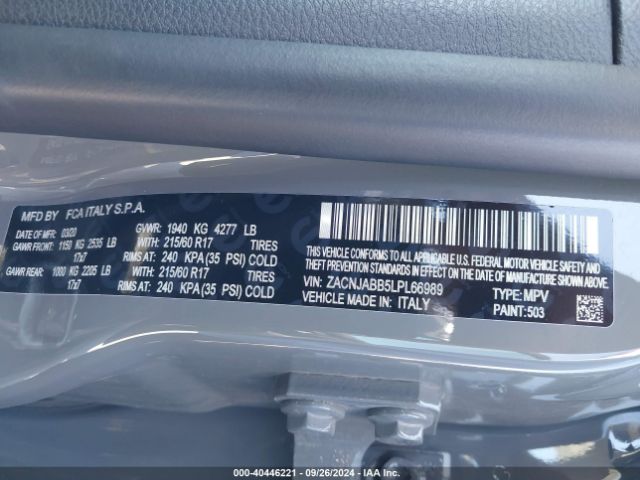 MFD BY FCA ITALY S.P.A.
DATE OF MFR: 03/20 GVWR: 1940 KG 4277 LB
GAWR FRONT: 1150 KG 2535 LB WITH: 215/60 R17 TIRES
17x7 RIMS AT: 240 KPA(35 PSI) COLD
GAWR REAR: 1000 KG 2205 LB WITH: 215/60 R17 TIRES
17x7 RIMS AT: 240 KPA(35 PSI) COLD
THIS VEHICLE CONFORMS TO ALL APPLICABLE U.S. FEDERAL MOTOR VEHICLE SAFETY
BUMPER, AND THEFT PREVENTION STANDARDS IN EFFECT ON THE DATE OF MFR SHOWN ABOVE.
VIN: ZACNJABB5LPL66989 TYPE: MPV
VEHICLE MADE IN: ITALY PAINT: 503
000-40446221 - 09/26/2024 - IAAI.COM